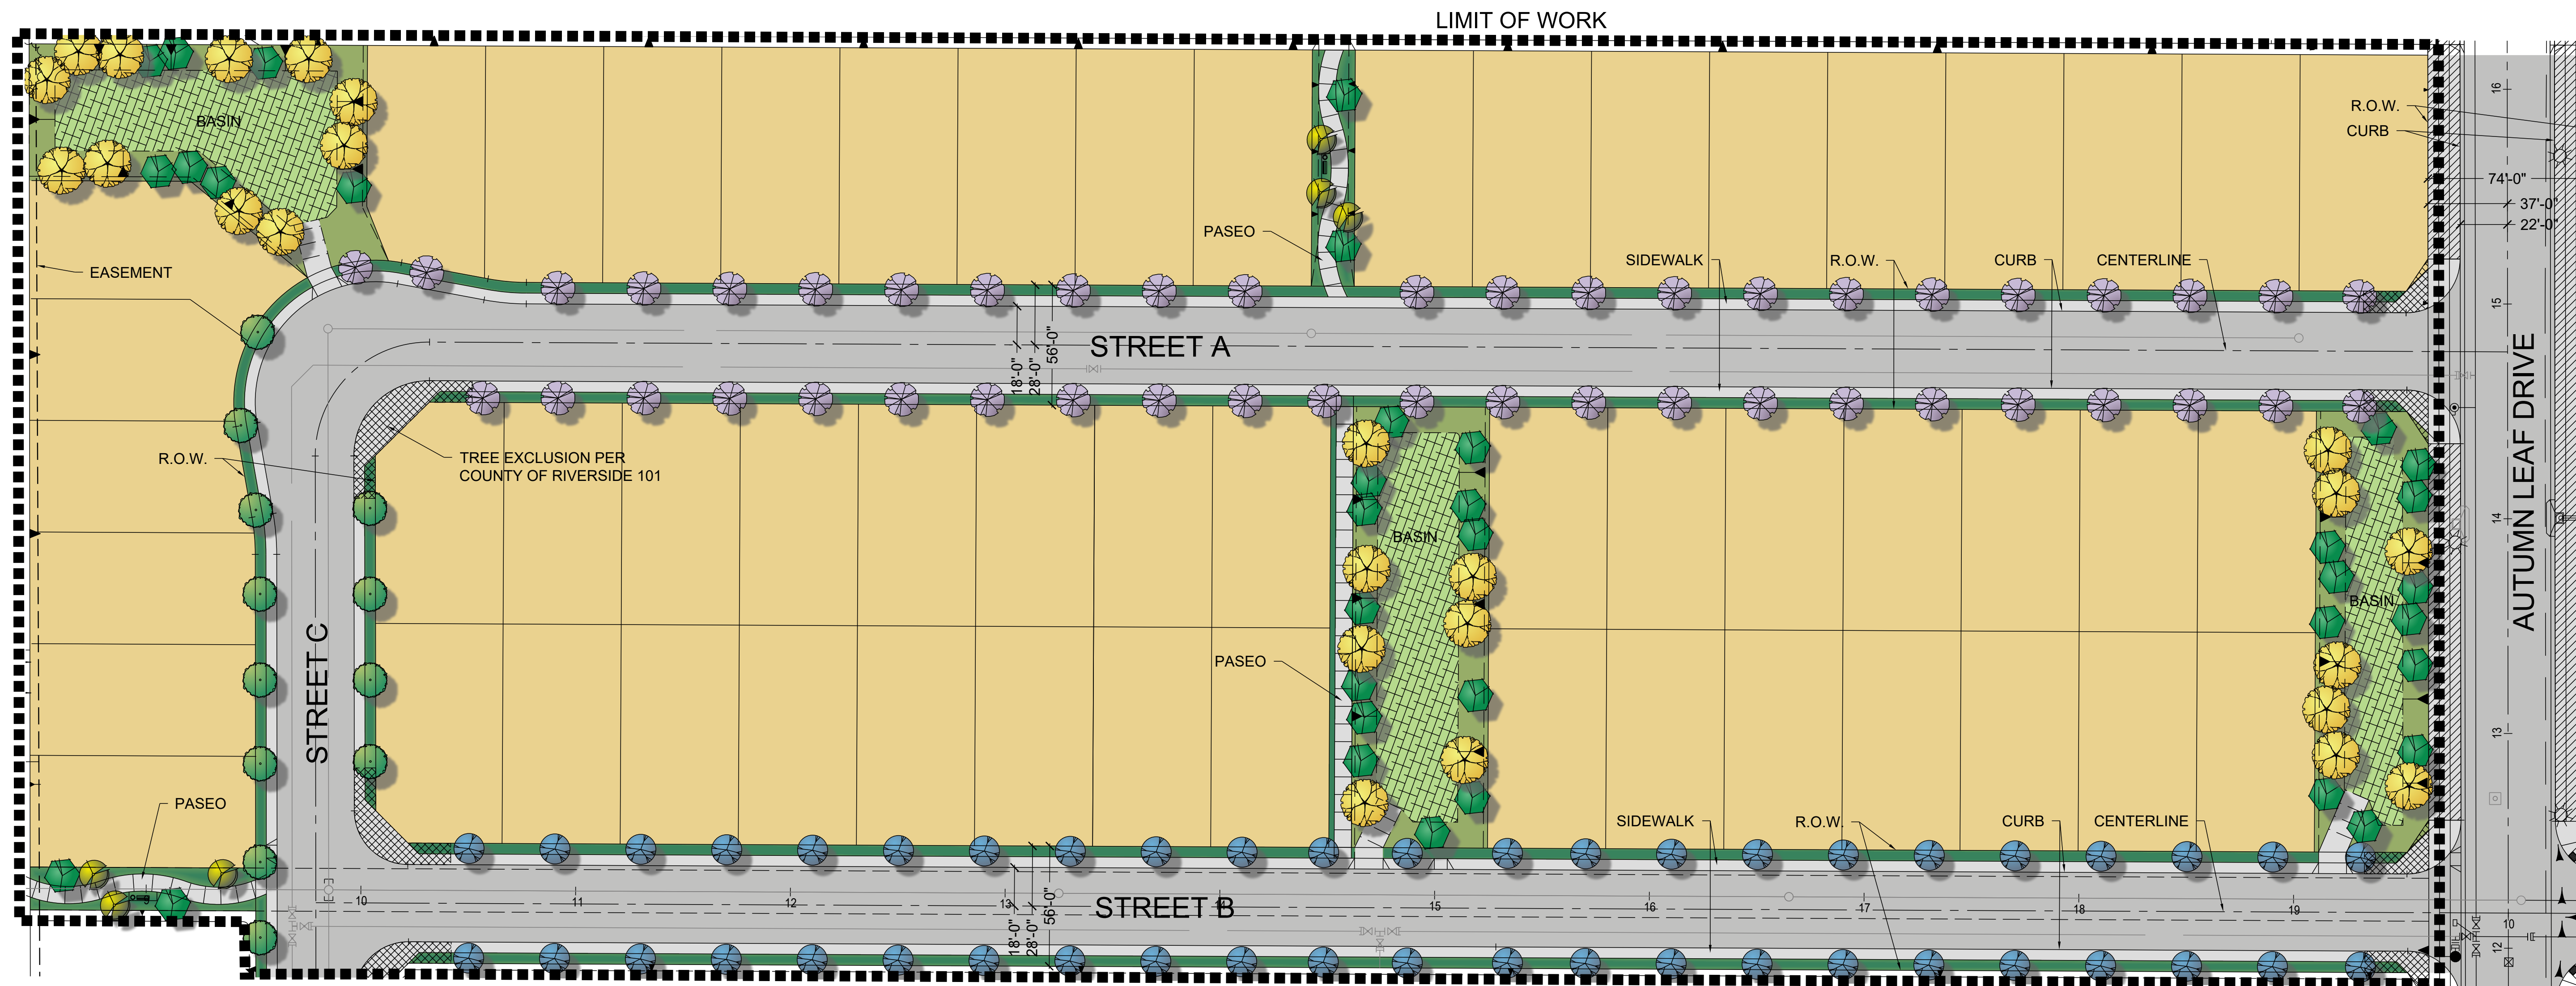 LIMIT OF WORK
BASIN
16
R.O.W.
CURB
74'-0"
37'-0"
22'-0"
PASEO
EASEMENT
SIDEWALK
R.O.W.
CURB
CENTERLINE
15
STREET A
18'-0"
28'-0"
56'-0"
AUTUMN LEAF DRIVE
R.O.W.
TREE EXCLUSION PER
COUNTY OF RIVERSIDE 101
14
BASIN
BASIN
STREET C
PASEO
13
PASEO
SIDEWALK
R.O.W.
CURB
CENTERLINE
9
10
11
12
13
14
15
16
17
18
19
10
STREET B
18'-0"
28'-0"
56'-0"
12